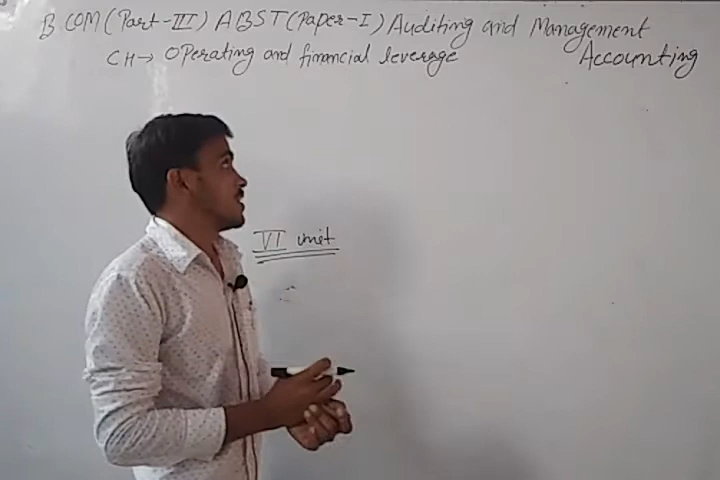 B COM (Part-III) ABST (Paper-I) Auditing and Management
Accounting
CH→ Operating and financial leverage
VI unit